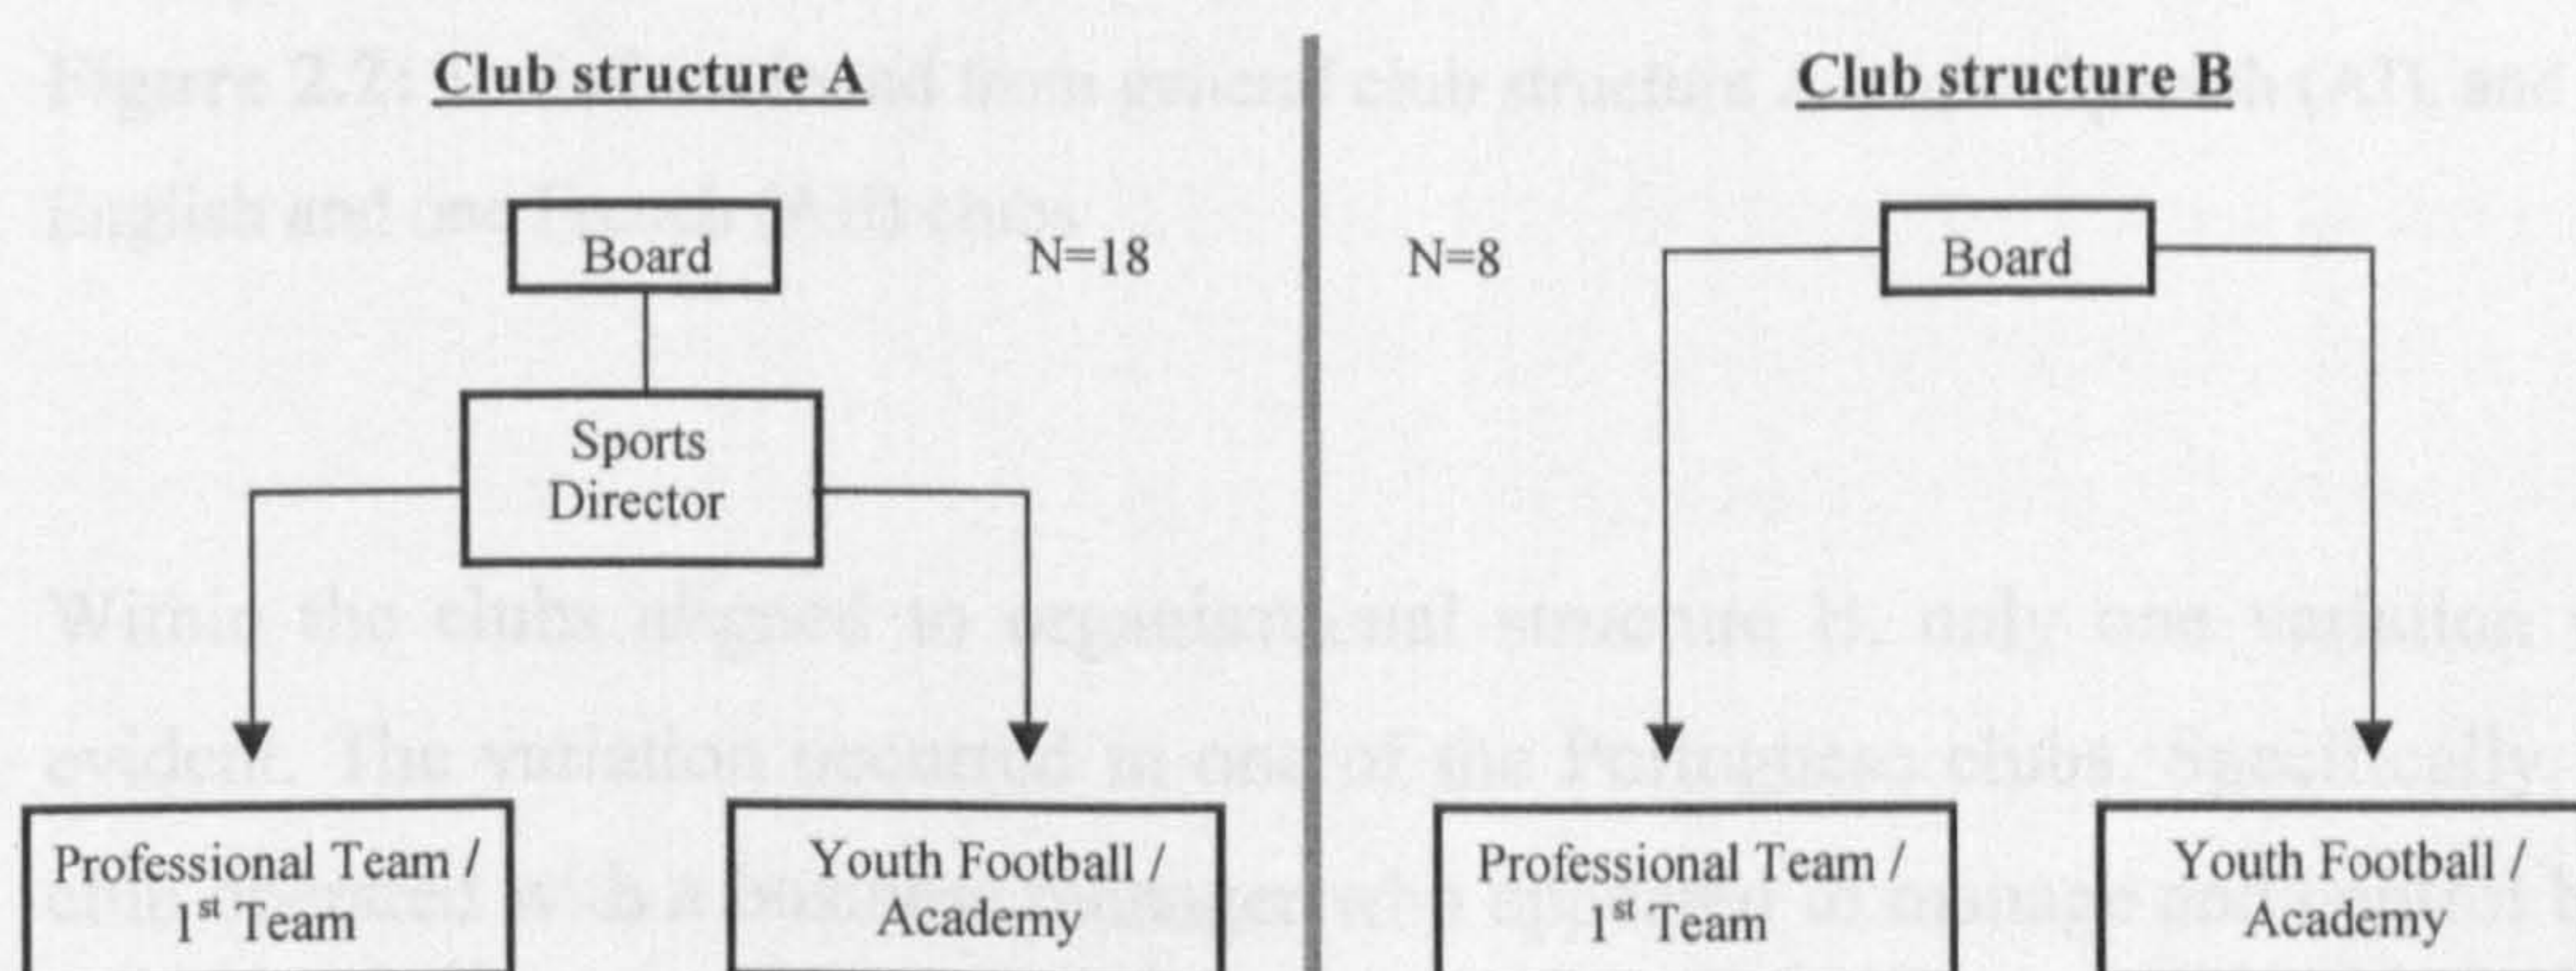 Club structure A
Board
N=18
Sports
Director
Professional Team /
1st Team
Youth Football /
Academy
Club structure B
N=8
Board
Professional Team /
1st Team
Youth Football /
Academy